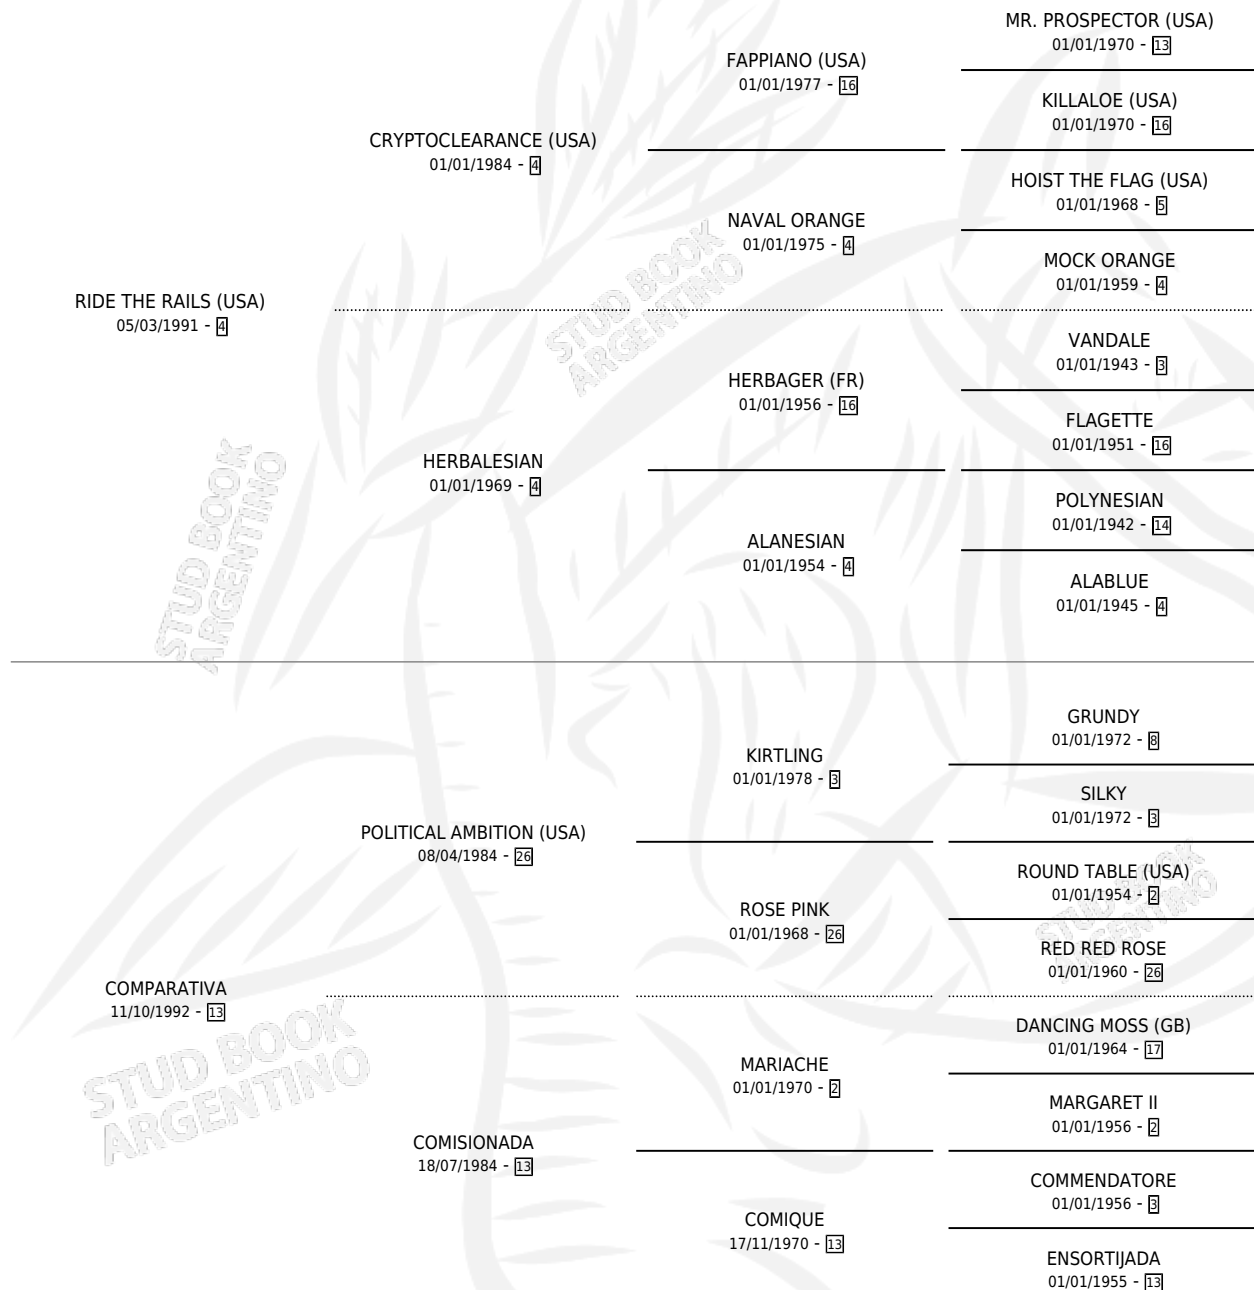 MR. PROSPECTOR (USA)
01/01/1970 - 13
FAPPIANO (USA)
01/01/1977 - 16
KILLALOE (USA)
01/01/1970 - 16
CRYPTOCLEARANCE (USA)
01/01/1984 - 4
HOIST THE FLAG (USA)
01/01/1968 - 5
NAVAL ORANGE
01/01/1975 - 4
MOCK ORANGE
01/01/1959 - 4
RIDE THE RAILS (USA)
05/03/1991 - 4
VANDALE
01/01/1943 - 3
HERBAGER (FR)
01/01/1956 - 16
FLAGETTE
01/01/1951 - 16
HERBALESIAN
01/01/1969 - 4
POLYNESIAN
01/01/1942 - 14
ALANESIAN
01/01/1954 - 4
ALABLUE
01/01/1945 - 4
STUD BOOK
ARGENTINO
STUD BOOK
ARGENTINO
GRUNDY
01/01/1972 - 8
KIRTLING
01/01/1978 - 3
SILKY
01/01/1972 - 3
POLITICAL AMBITION (USA)
08/04/1984 - 26
ROUND TABLE (USA)
01/01/1954 - 2
ROSE PINK
01/01/1968 - 26
RED RED ROSE
01/01/1960 - 26
STUD BOOK
ARGENTINO
COMPARATIVA
11/10/1992 - 13
DANCING MOSS (GB)
01/01/1964 - 17
MARIACHE
01/01/1970 - 2
MARGARET II
01/01/1956 - 2
STUD BOOK
ARGENTINO
COMISIONADA
18/07/1984 - 13
COMMENDATORE
01/01/1956 - 3
COMIQUE
17/11/1970 - 13
ENSORTIJADA
01/01/1955 - 13